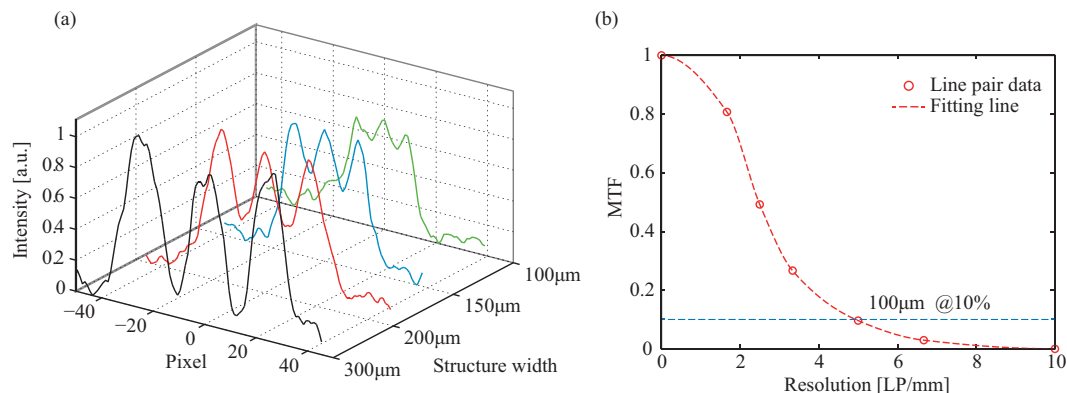 (a)
Intensity [a.u.]
1
0.8
0.6
0.4
0.2
0
−40
−20
0
20
40
Pixel
100μm
150μm
200μm
300μm
Structure width
(b)
MTF
1
0.8
0.6
0.4
0.2
0
Line pair data
Fitting line
100μm @10%
0
2
4
6
8
10
Resolution [LP/mm]